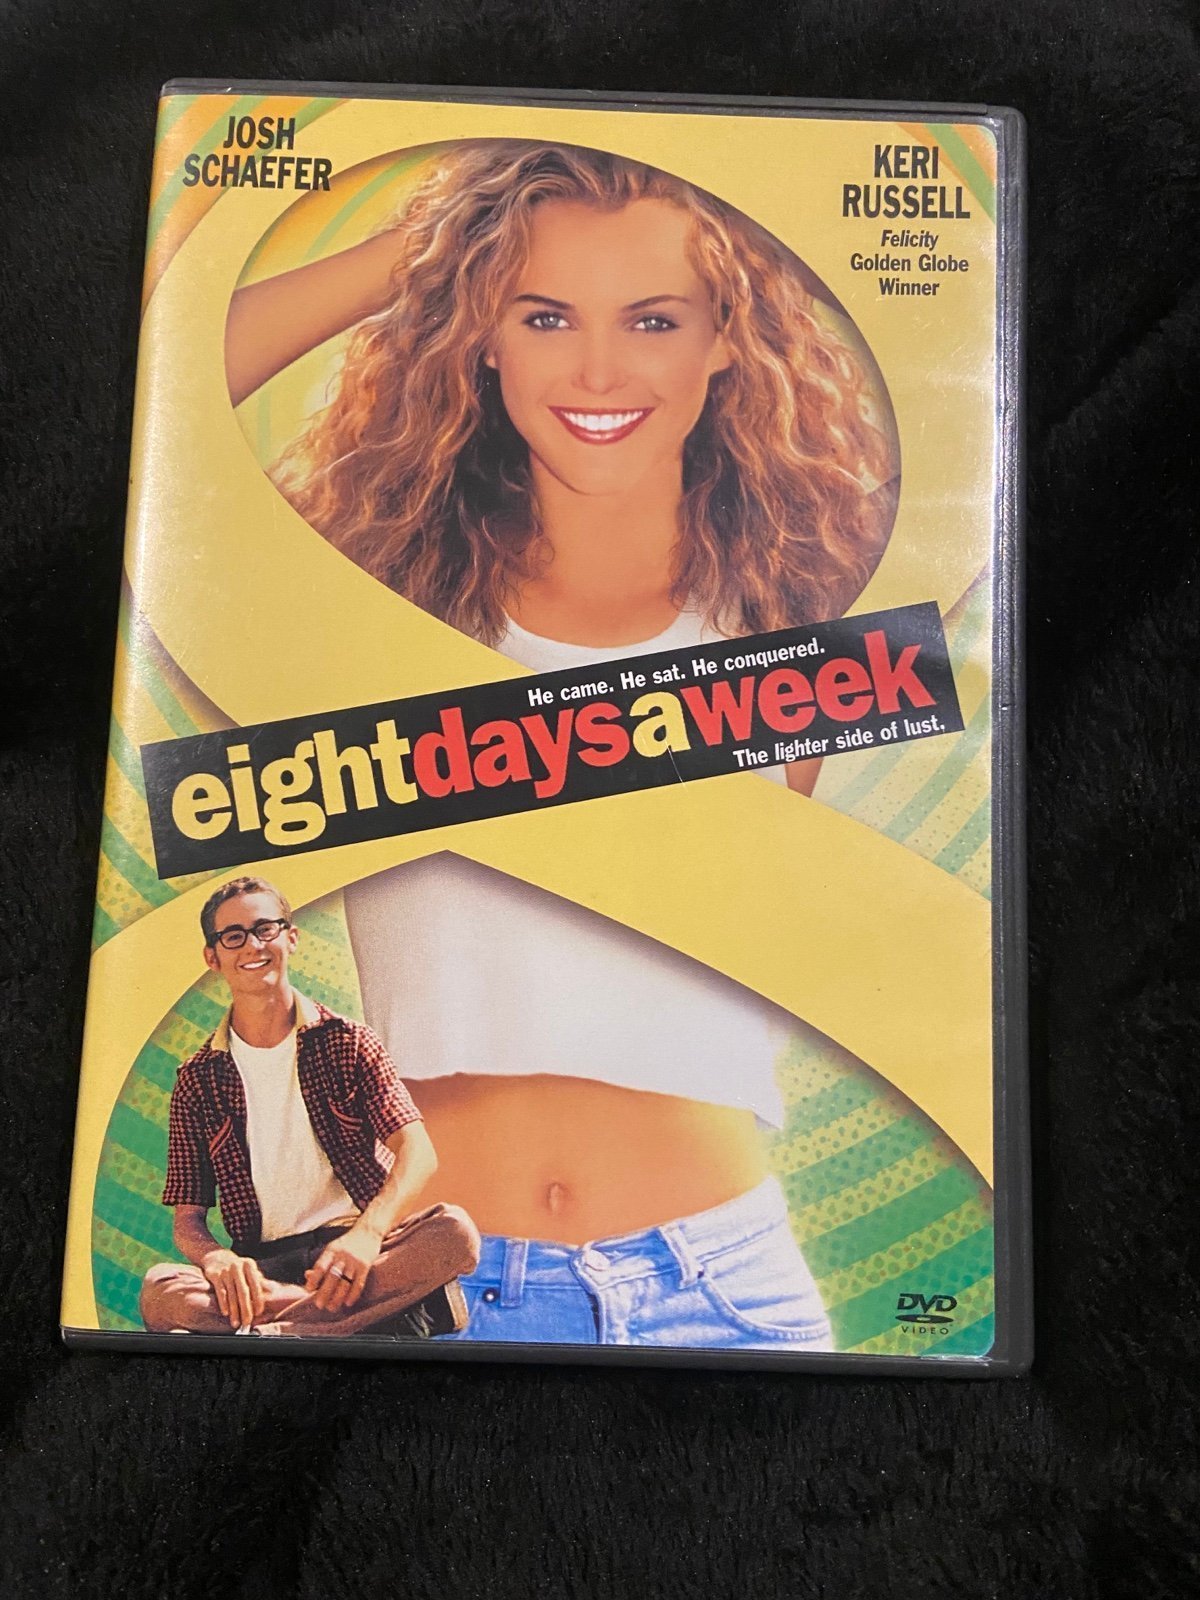 JOSH
SCHAEFER
KERI
RUSSELL
Felicity
Golden Globe
Winner
He came. He sat. He conquered.
eightdaysaweek
The lighter side of lust.
DVD
VIDEO